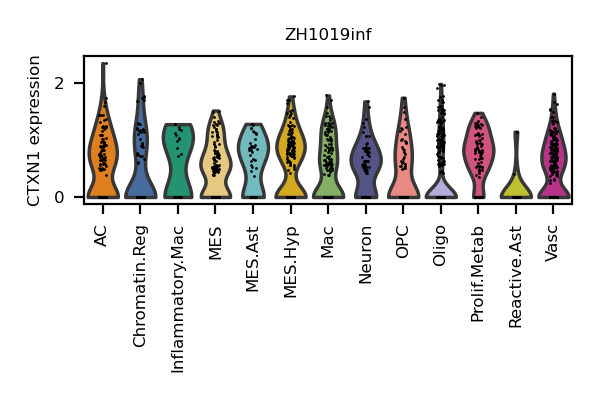 ZH1019inf
CTXN1 expression
2
0
AC
Chromatin.Reg
Inflammatory.Mac
MES
MES.Ast
MES.Hyp
Mac
Neuron
OPC
Oligo
Prolif.Metab
Reactive.Ast
Vasc